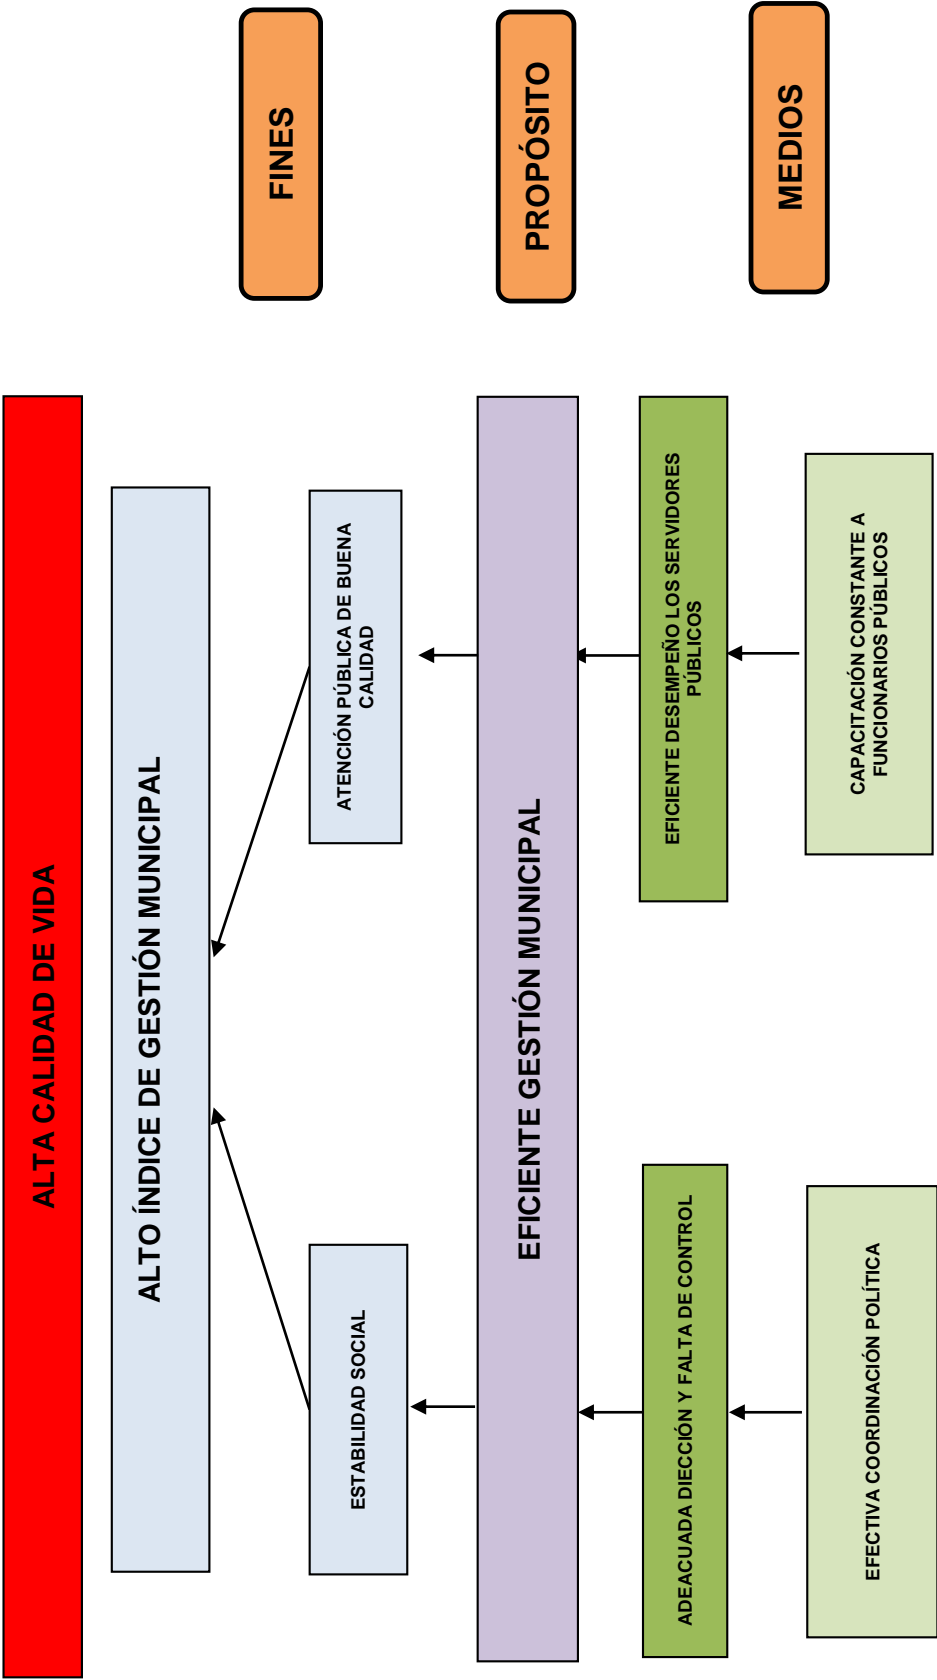 ALTA CALIDAD DE VIDA
ALTO ÍNDICE DE GESTIÓN MUNICIPAL
FINES
ESTABILIDAD SOCIAL
ATENCIÓN PÚBLICA DE BUENA
CALIDAD
EFICIENTE GESTIÓN MUNICIPAL
PROPÓSITO
ADEACUADA DIECCIÓN Y FALTA DE CONTROL
EFICIENTE DESEMPEÑO LOS SERVIDORES
PÚBLICOS
MEDIOS
EFECTIVA COORDINACIÓN POLÍTICA
CAPACITACIÓN CONSTANTE A
FUNCIONARIOS PÚBLICOS